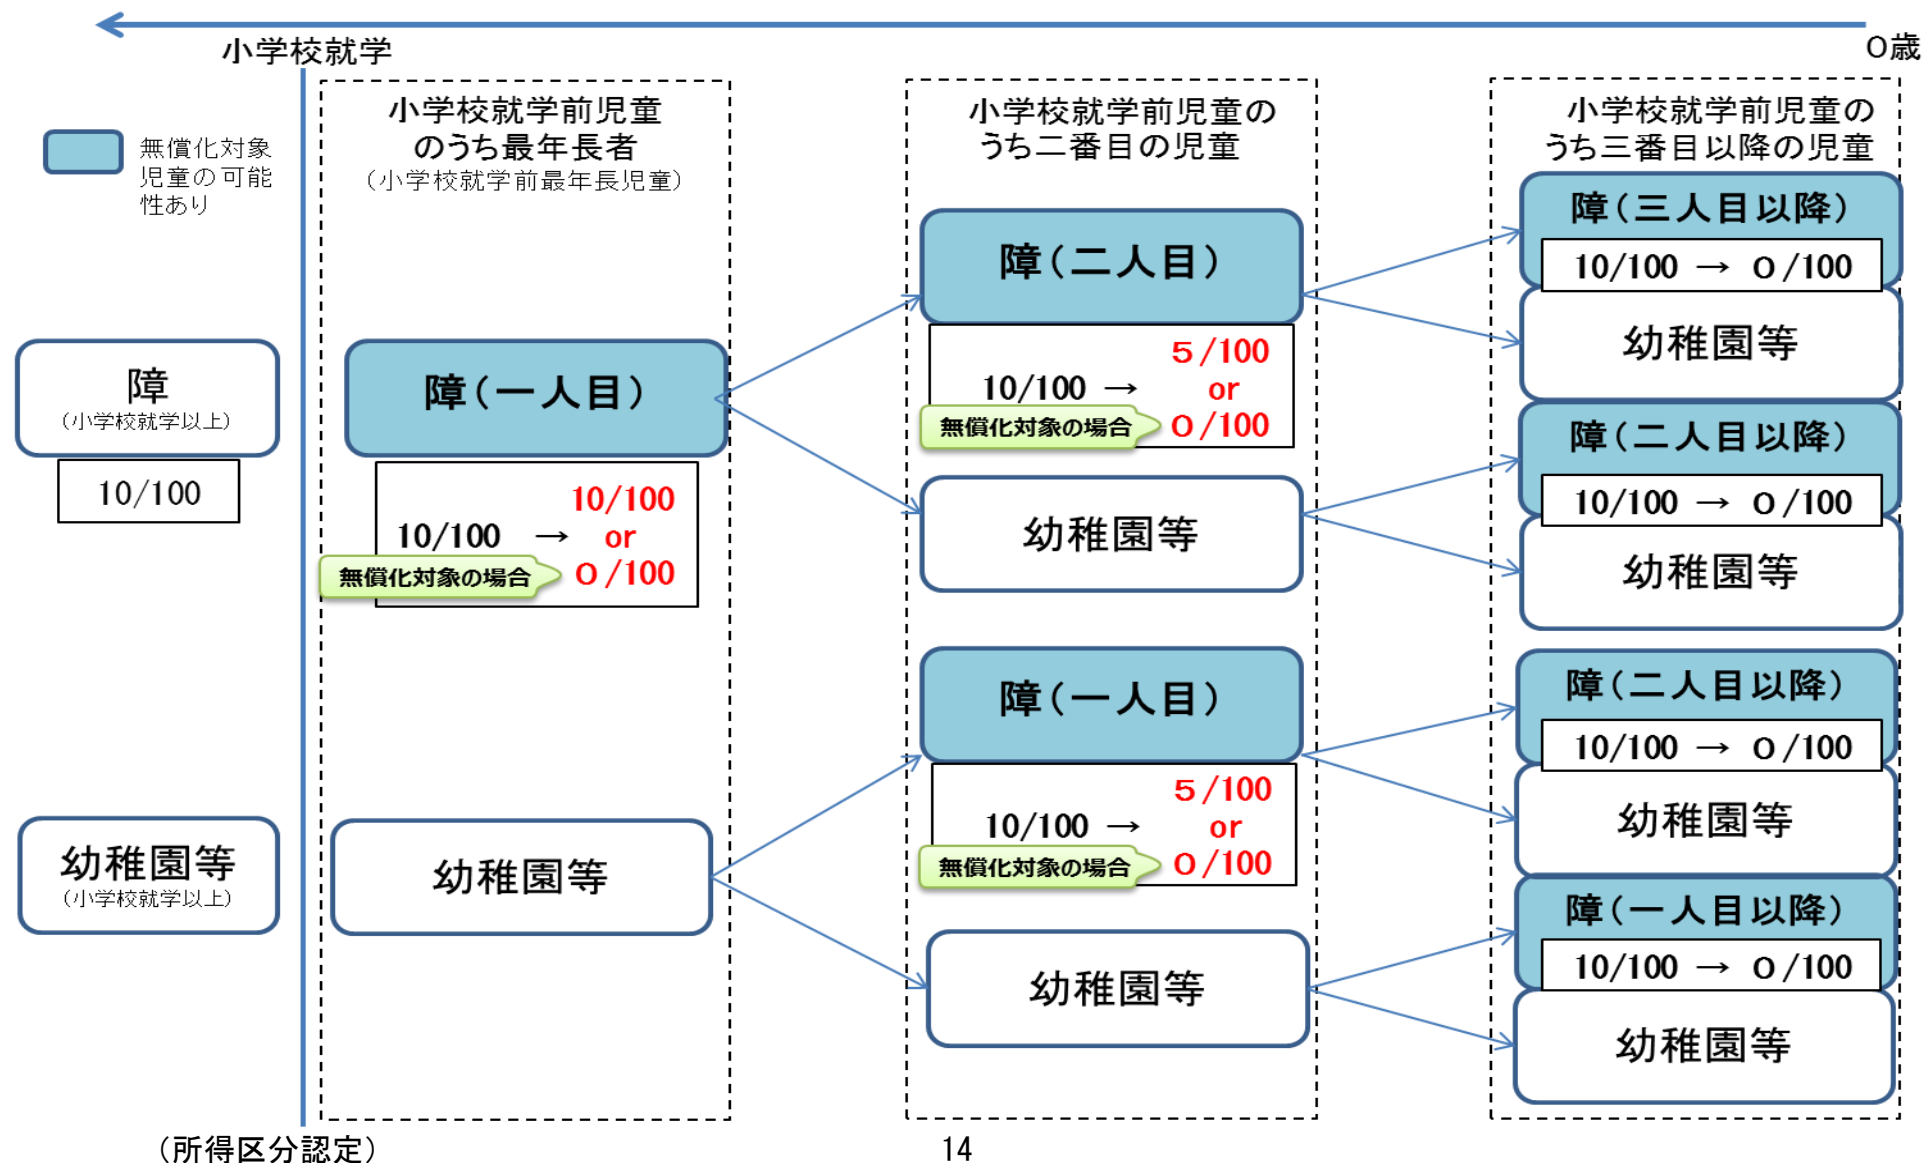 小学校就学
0歳
無償化対象
児童の可能
性あり
小学校就学前児童
のうち最年長者
（小学校就学前最年長児童）
小学校就学前児童の
うち二番目の児童
小学校就学前児童の
うち三番目以降の児童
障
（小学校就学以上）
10/100
幼稚園等
（小学校就学以上）
障（一人目）
10/100 →
10/100
or
0/100
無償化対象の場合
幼稚園等
障（二人目）
10/100 →
5/100
or
0/100
無償化対象の場合
幼稚園等
障（一人目）
10/100 →
5/100
or
0/100
無償化対象の場合
幼稚園等
障（三人目以降）
10/100 → 0/100
幼稚園等
障（二人目以降）
10/100 → 0/100
幼稚園等
障（二人目以降）
10/100 → 0/100
幼稚園等
障（一人目以降）
10/100 → 0/100
幼稚園等
（所得区分認定）
14